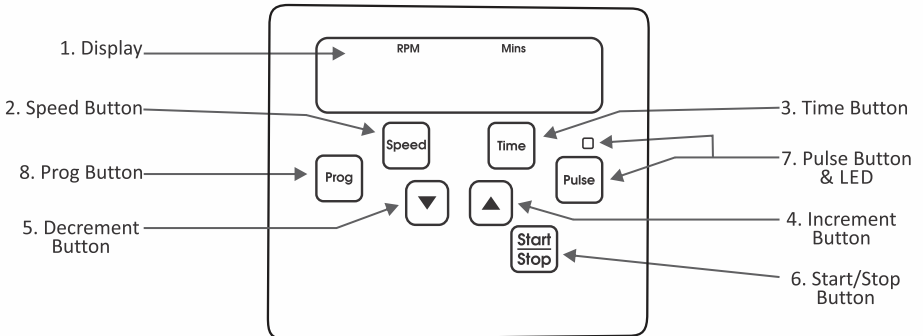 1. Display
RPM Mins
2. Speed Button
3. Time Button
Speed
Time
8. Prog Button
Prog
Pulse
7. Pulse Button
& LED
5. Decrement
Button
4. Increment
Button
Start
Stop
6. Start/Stop
Button